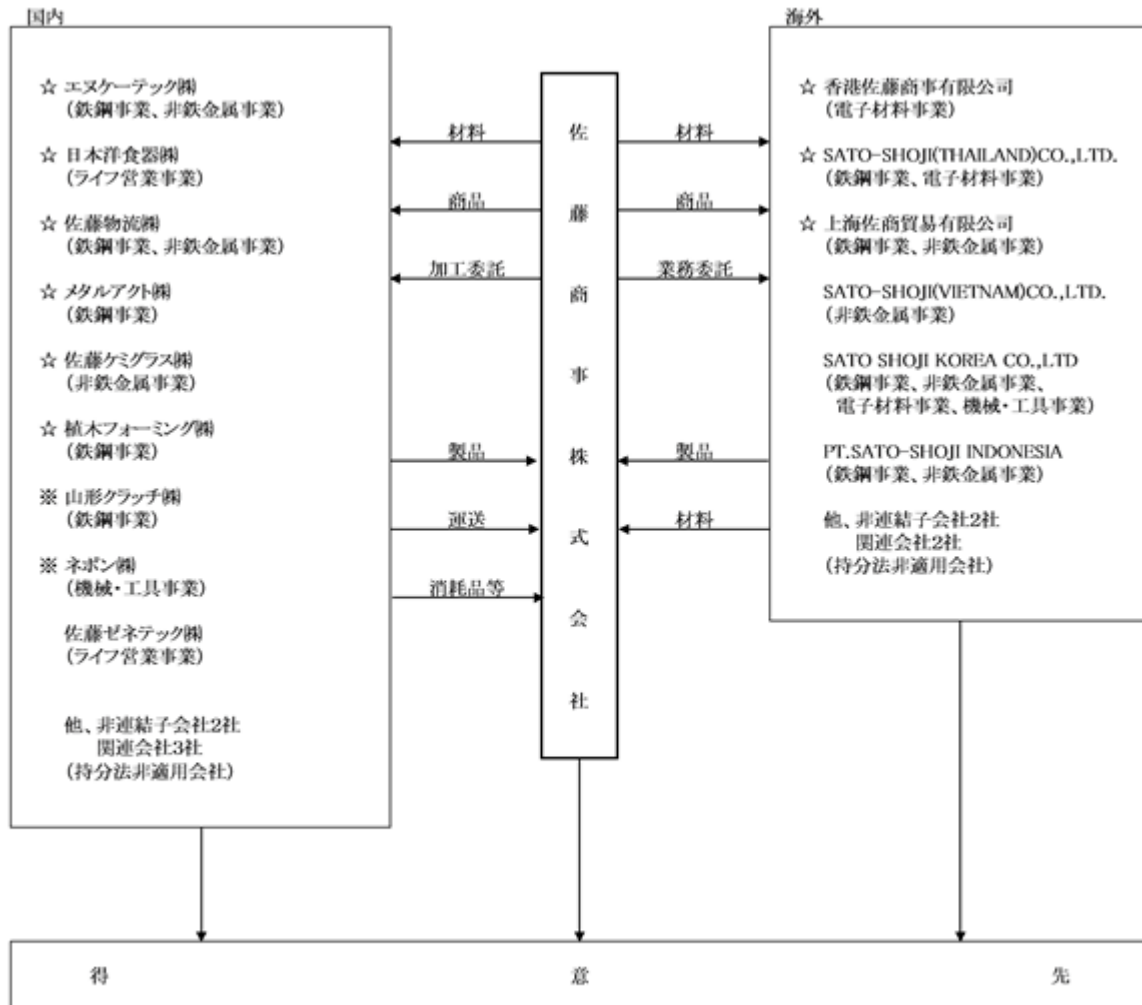 国内
☆ エヌケーテック㈱
(鉄鋼事業、非鉄金属事業)
☆ 日本洋食器㈱
(ライフ営業事業)
☆ 佐藤物流㈱
(鉄鋼事業、非鉄金属事業)
☆ メタルアクト㈱
(鉄鋼事業)
☆ 佐藤ケミグラス㈱
(非鉄金属事業)
☆ 植木フォーミング㈱
(鉄鋼事業)
※ 山形クラッチ㈱
(鉄鋼事業)
※ ネポン㈱
(機械・工具事業)
佐藤ゼネテック㈱
(ライフ営業事業)
他、非連結子会社2社
関連会社3社
(持分法非適用会社)
材料
商品
加工委託
製品
運送
消耗品等
佐藤商事株式会社
材料
商品
業務委託
製品
材料
海外
☆ 香港佐藤商事有限公司
(電子材料事業)
☆ SATO-SHOJI(THAILAND)CO.,LTD.
(鉄鋼事業、電子材料事業)
☆ 上海佐商貿易有限公司
(鉄鋼事業、非鉄金属事業)
SATO-SHOJI(VIETNAM)CO.,LTD.
(非鉄金属事業)
SATO SHOJI KOREA CO.,LTD
(鉄鋼事業、非鉄金属事業、
電子材料事業、機械・工具事業)
PT.SATO-SHOJI INDONESIA
(鉄鋼事業、非鉄金属事業)
他、非連結子会社2社
関連会社2社
(持分法非適用会社)
得意先